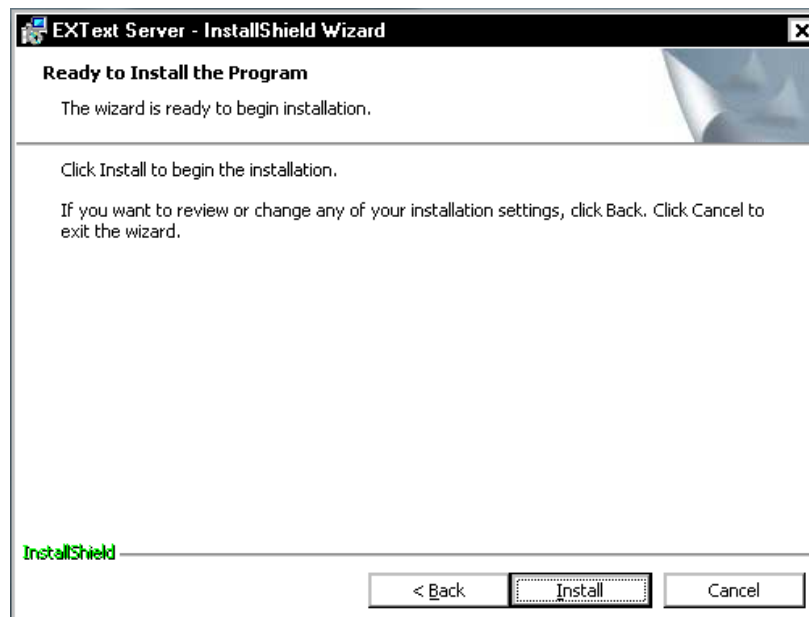 EXText Server - InstallShield Wizard
Ready to Install the Program
The wizard is ready to begin installation.
Click Install to begin the installation.
If you want to review or change any of your installation settings, click Back. Click Cancel to
exit the wizard.
InstallShield
< Back Install Cancel